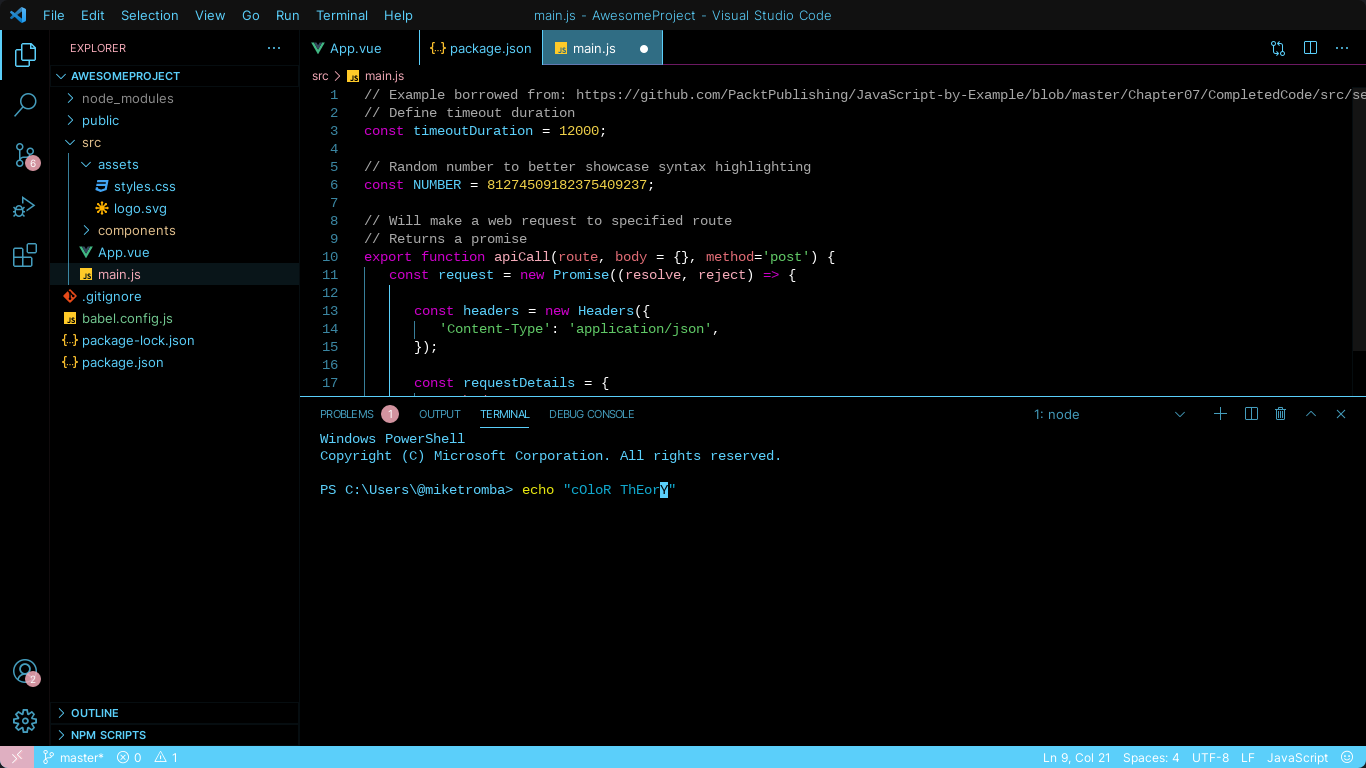 File Edit Selection View Go Run Terminal Help main.js - AwesomeProject - Visual Studio Code
EXPLORER
AWESOMEPROJECT
node_modules
public
src
assets
styles.css
logo.svg
components
App.vue
main.js
.gitignore
babel.config.js
package-lock.json
package.json
OUTLINE
NPM SCRIPTS
6
2
App.vue package.json main.js
src main.js
1 // Example borrowed from: https://github.com/PacktPublishing/JavaScript-by-Example/blob/master/Chapter07/CompletedCode/src/se
2 // Define timeout duration
3 const timeoutDuration = 12000;
4
5 // Random number to better showcase syntax highlighting
6 const NUMBER = 81274509182375409237;
7
8 // Will make a web request to specified route
9 // Returns a promise
10 export function apiCall(route, body = {}, method='post') {
11 const request = new Promise((resolve, reject) => {
12
13 const headers = new Headers({
14 'Content-Type': 'application/json',
15 });
16
17 const requestDetails = {
PROBLEMS 1 OUTPUT TERMINAL DEBUG CONSOLE 1: node
Windows PowerShell
Copyright (C) Microsoft Corporation. All rights reserved.
PS C:\Users\@miketromba> echo "cOloR ThEorY"
master* 0 1 Ln 9, Col 21 Spaces: 4 UTF-8 LF JavaScript